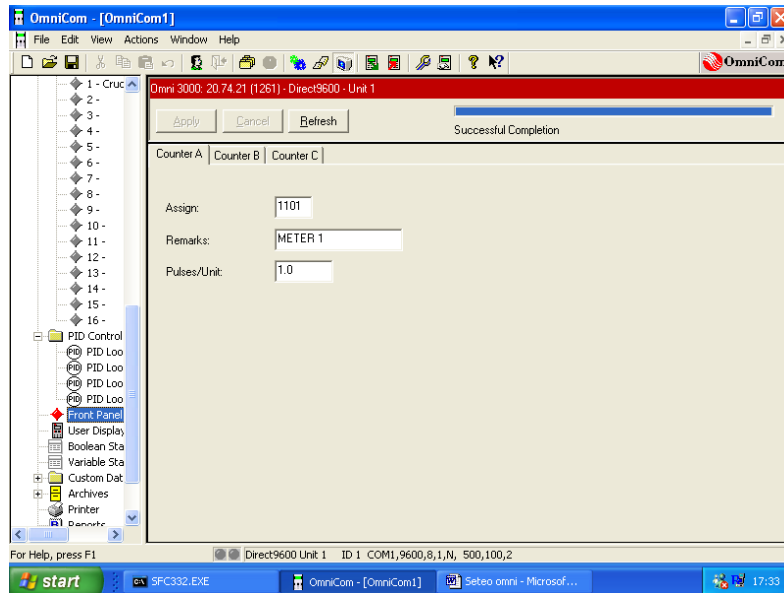 OmniCom - [OmniCom1]
File Edit View Actions Window Help
OmniCom
1 - Cruc
2 -
3 -
4 -
5 -
6 -
7 -
8 -
9 -
10 -
11 -
12 -
13 -
14 -
15 -
16 -
PID Control
PID PID Loo
PID PID Loo
PID PID Loo
PID PID Loo
Front Panel
User Display
Boolean Sta
Variable Sta
Custom Dat
Archives
Printer
Reports
Omni 3000: 20.74.21 (1261) - Direct9600 - Unit 1
Apply Cancel Refresh
Successful Completion
Counter A Counter B Counter C
Assign: 1101
Remarks: METER 1
Pulses/Unit: 1.0
For Help, press F1 Direct9600 Unit 1 ID 1 COM1,9600,8,1,N, 500,100,2
start SFC332.EXE OmniCom - [OmniCom1] Seteo omni - Microsof... 17:33